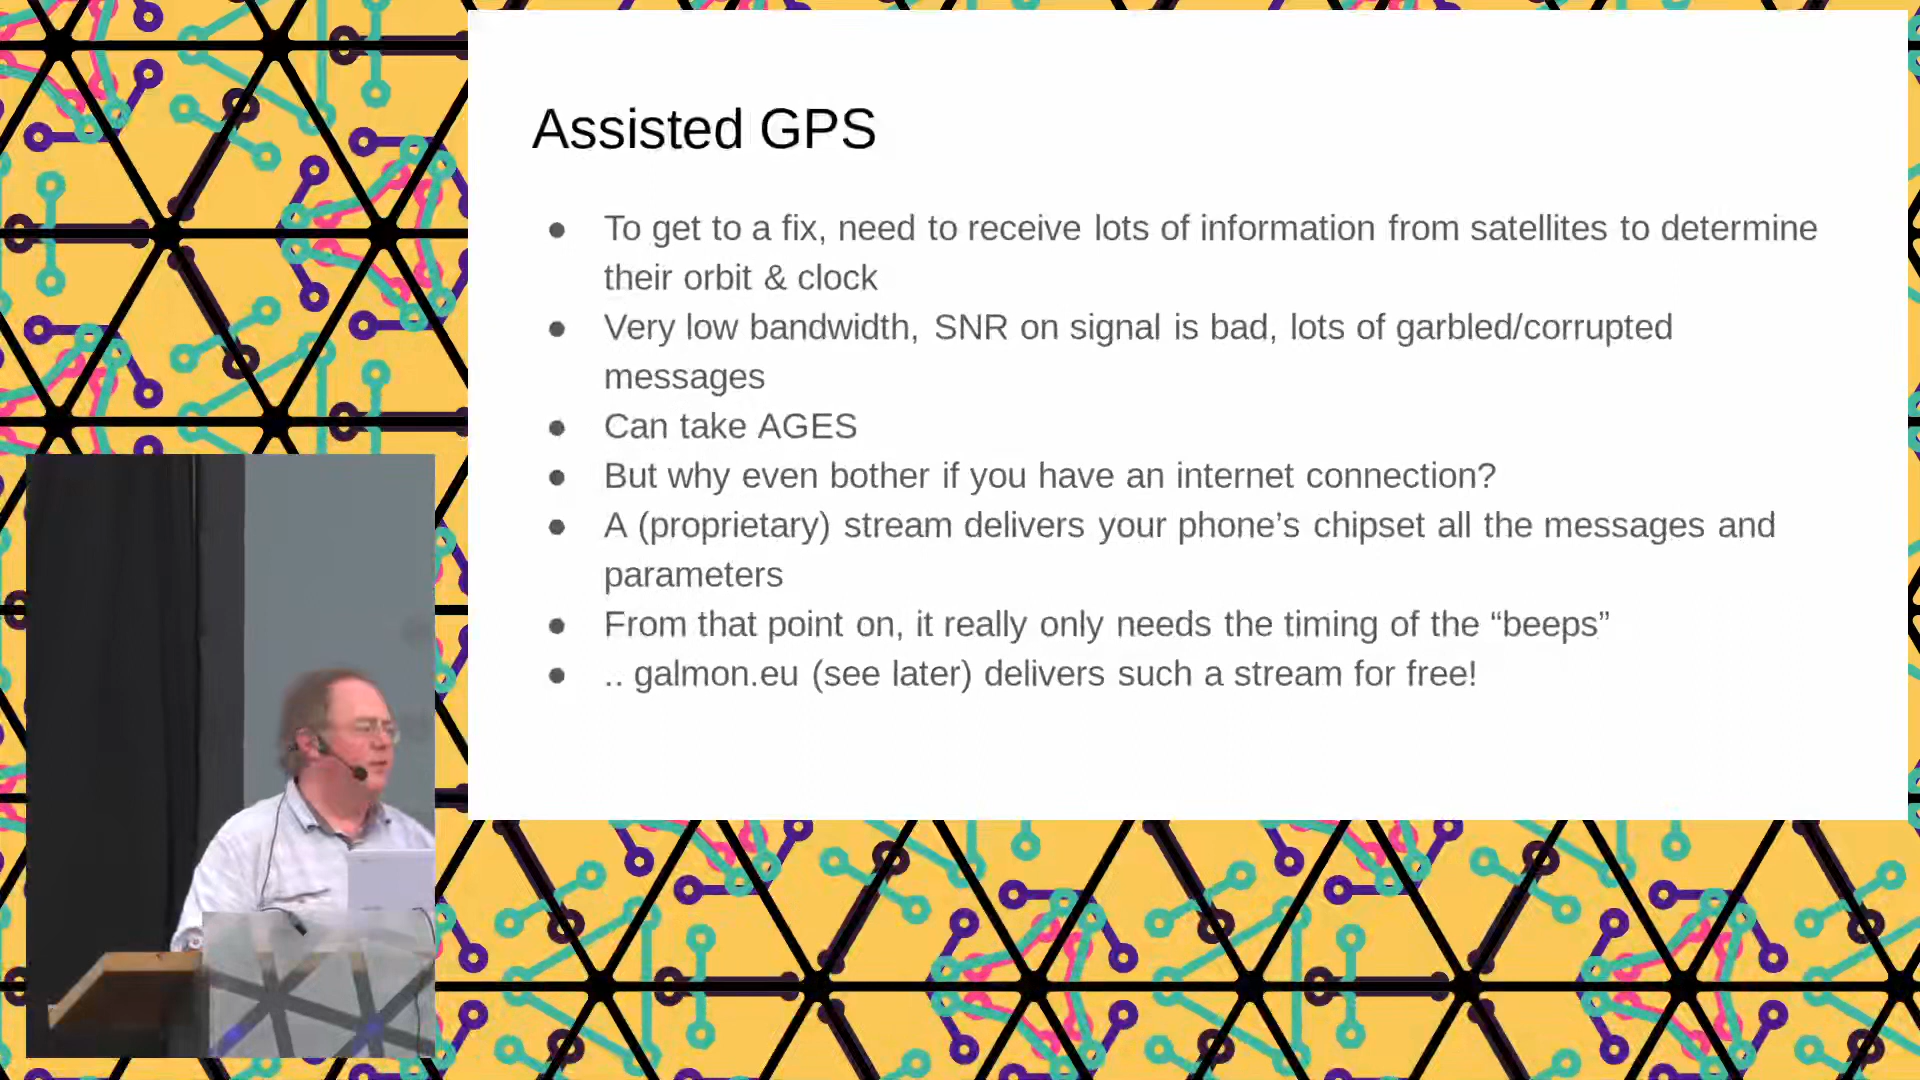 Assisted GPS
● To get to a fix, need to receive lots of information from satellites to determine
their orbit & clock
● Very low bandwidth, SNR on signal is bad, lots of garbled/corrupted
messages
● Can take AGES
● But why even bother if you have an internet connection?
● A (proprietary) stream delivers your phone’s chipset all the messages and
parameters
● From that point on, it really only needs the timing of the “beeps”
● .. galmon.eu (see later) delivers such a stream for free!